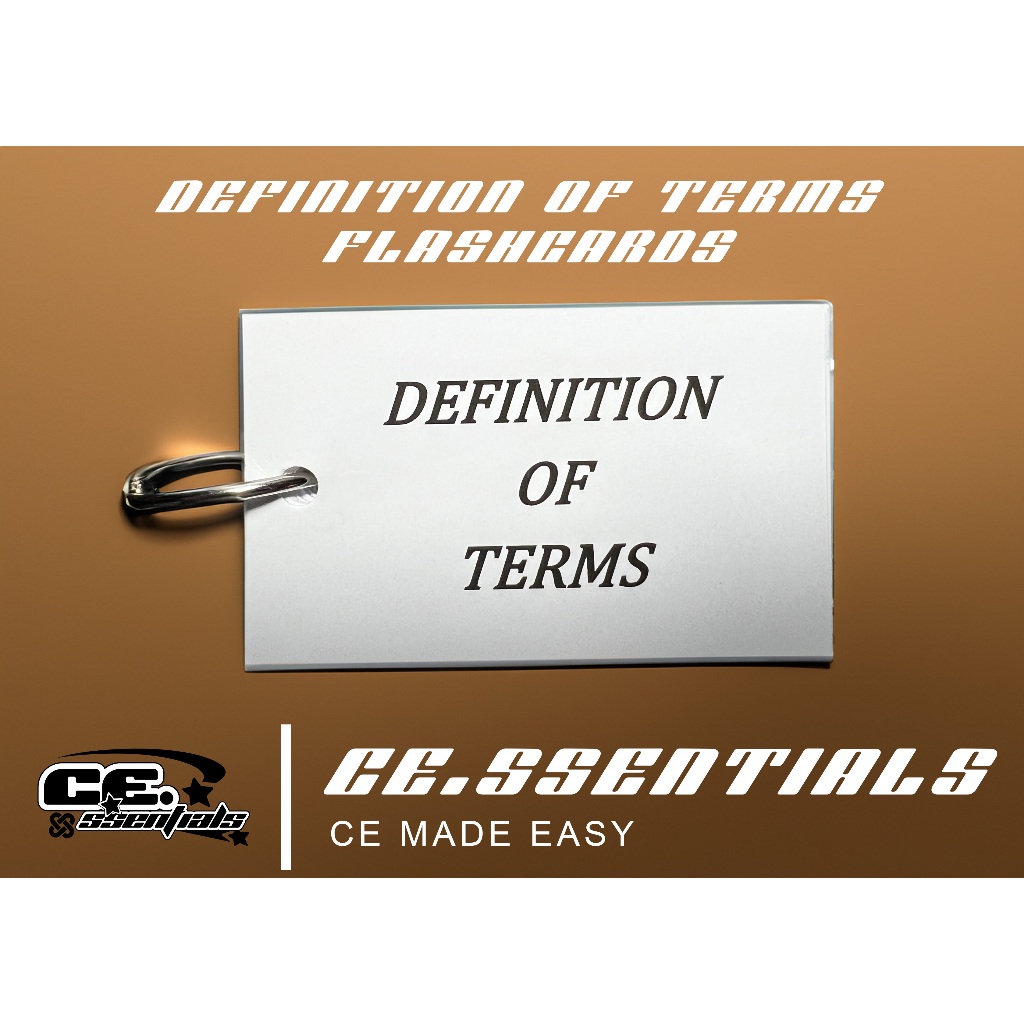 DEFINITION OF TERMS
FLASHCARDS
DEFINITION
OF
TERMS
CE.
ssentials
CE.SSENTIALS
CE MADE EASY